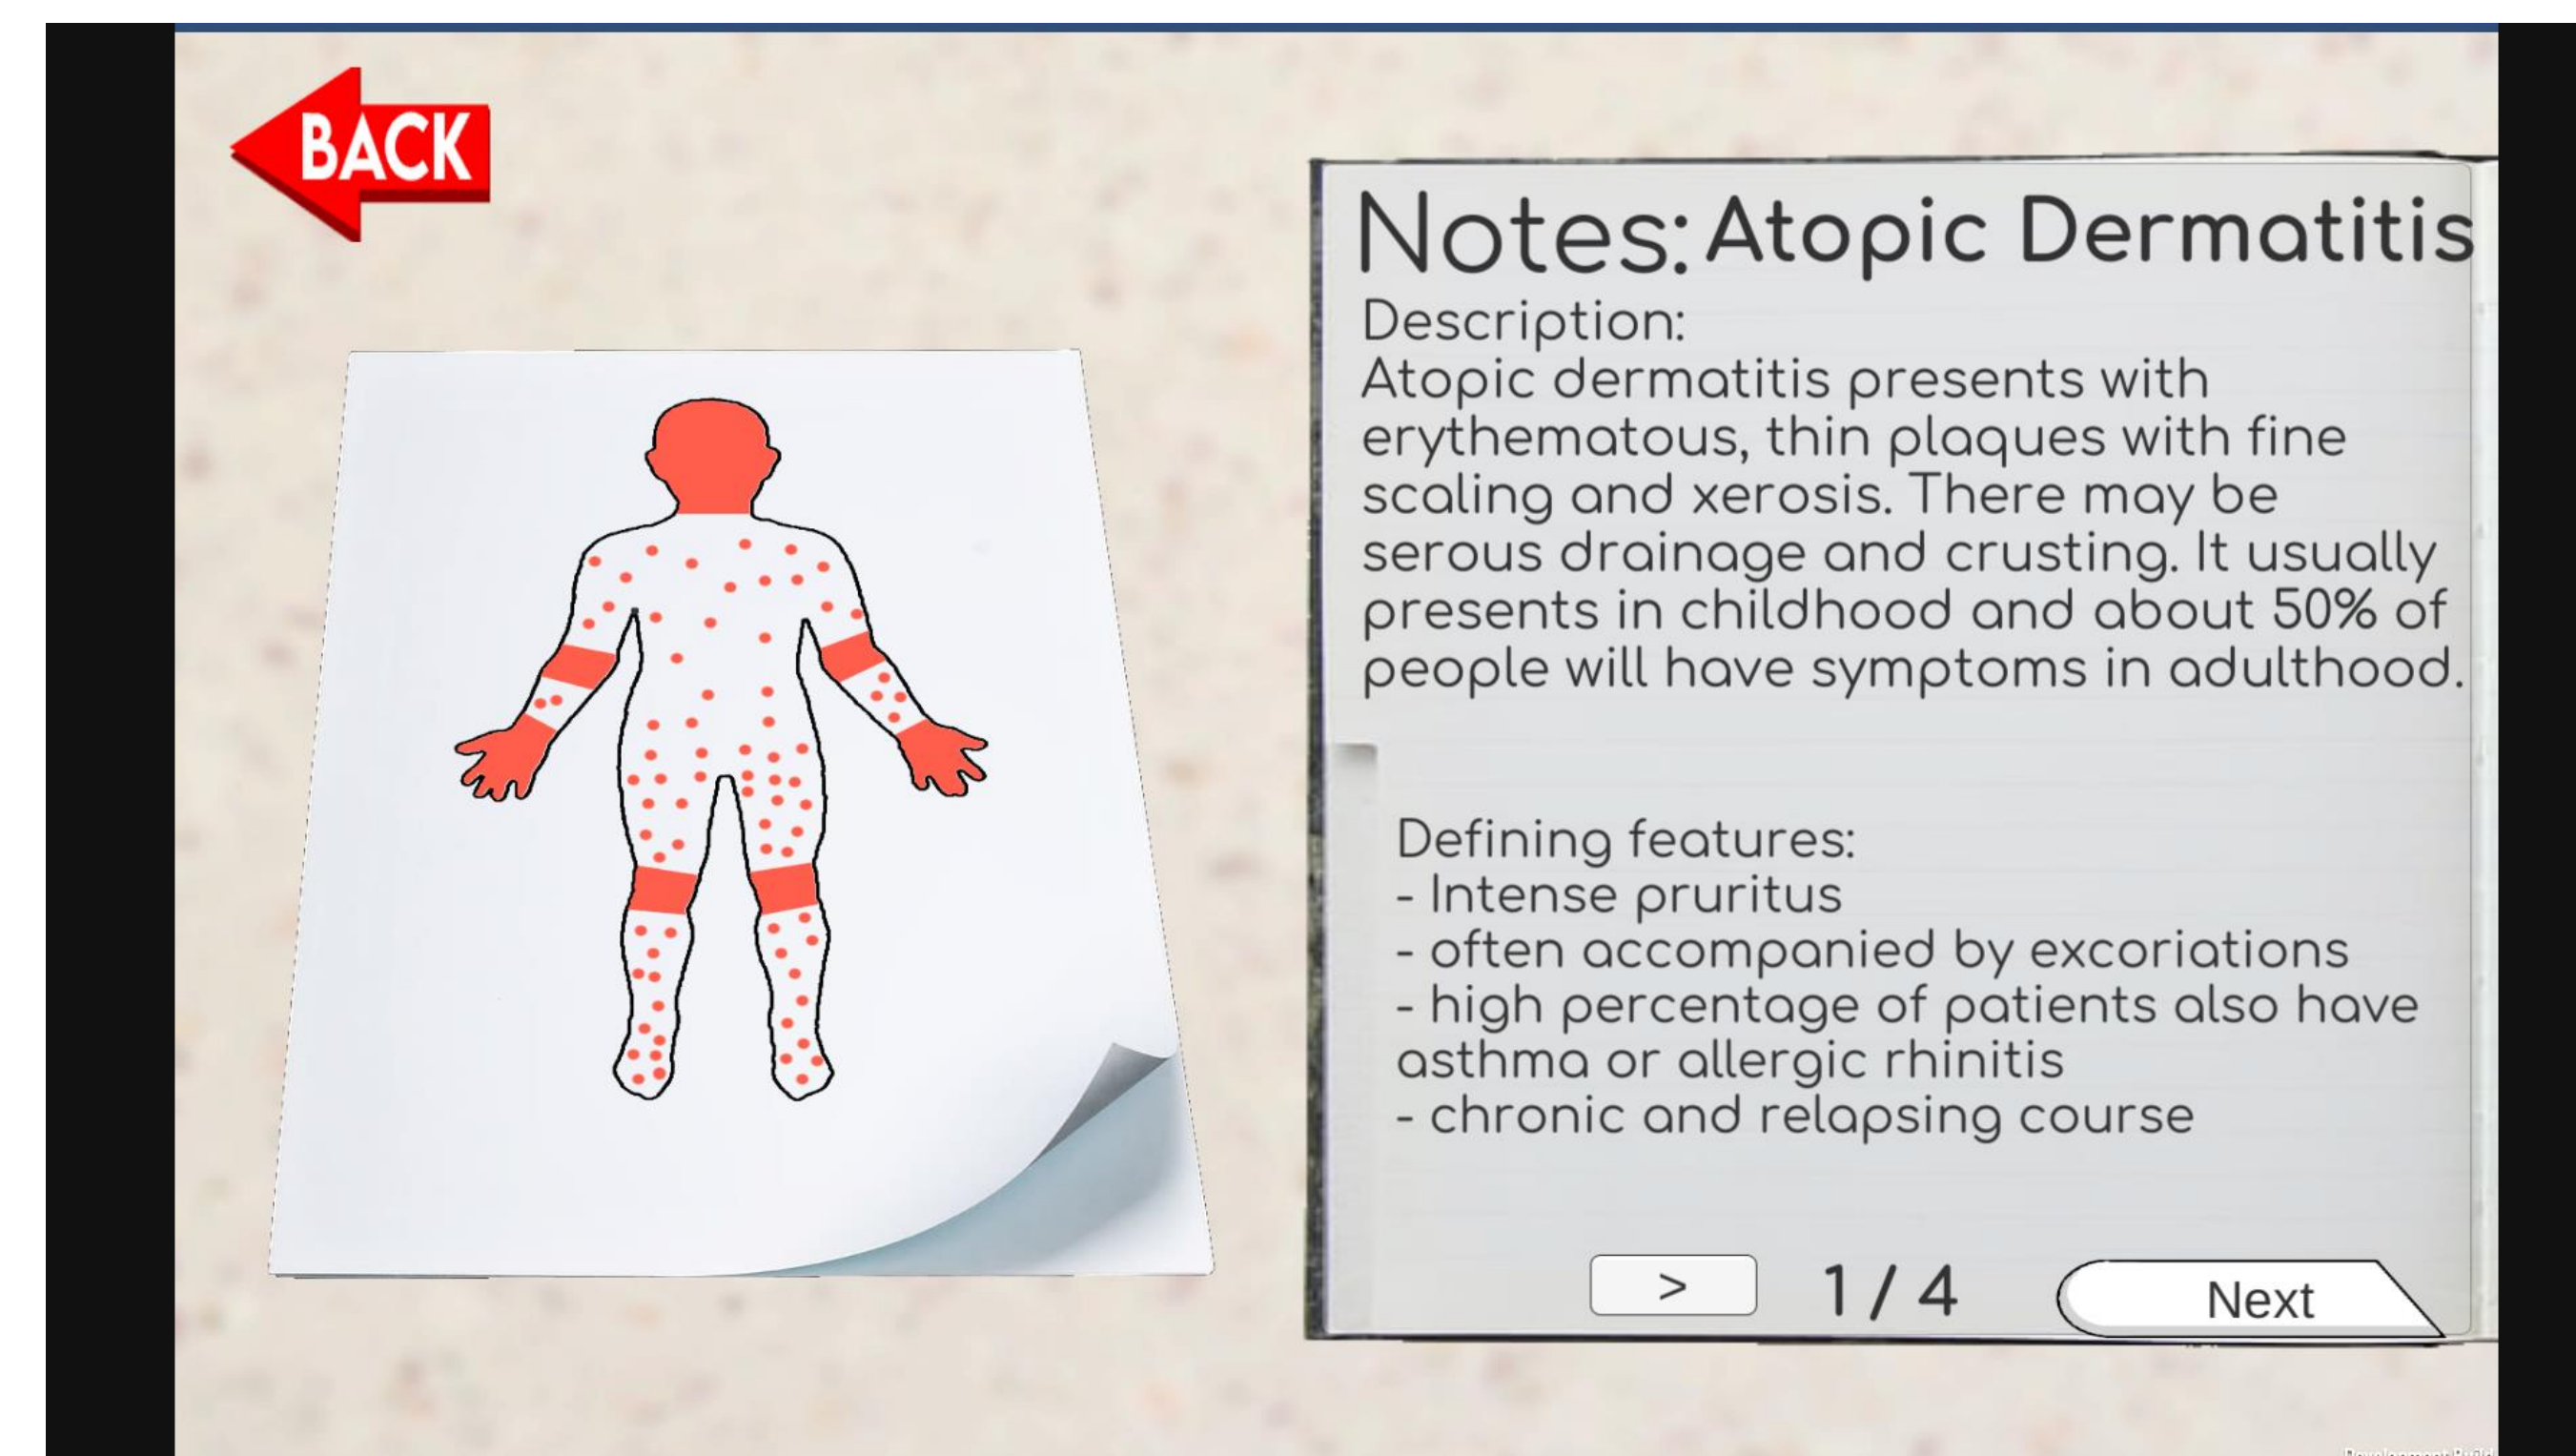 BACK
Notes: Atopic Dermatitis
Description:
Atopic dermatitis presents with
erythematous, thin plaques with fine
scaling and xerosis. There may be
serous drainage and crusting. It usually
presents in childhood and about 50% of
people will have symptoms in adulthood.
Defining features:
- Intense pruritus
- often accompanied by excoriations
- high percentage of patients also have
asthma or allergic rhinitis
- chronic and relapsing course
> 1 / 4 Next
Development Build